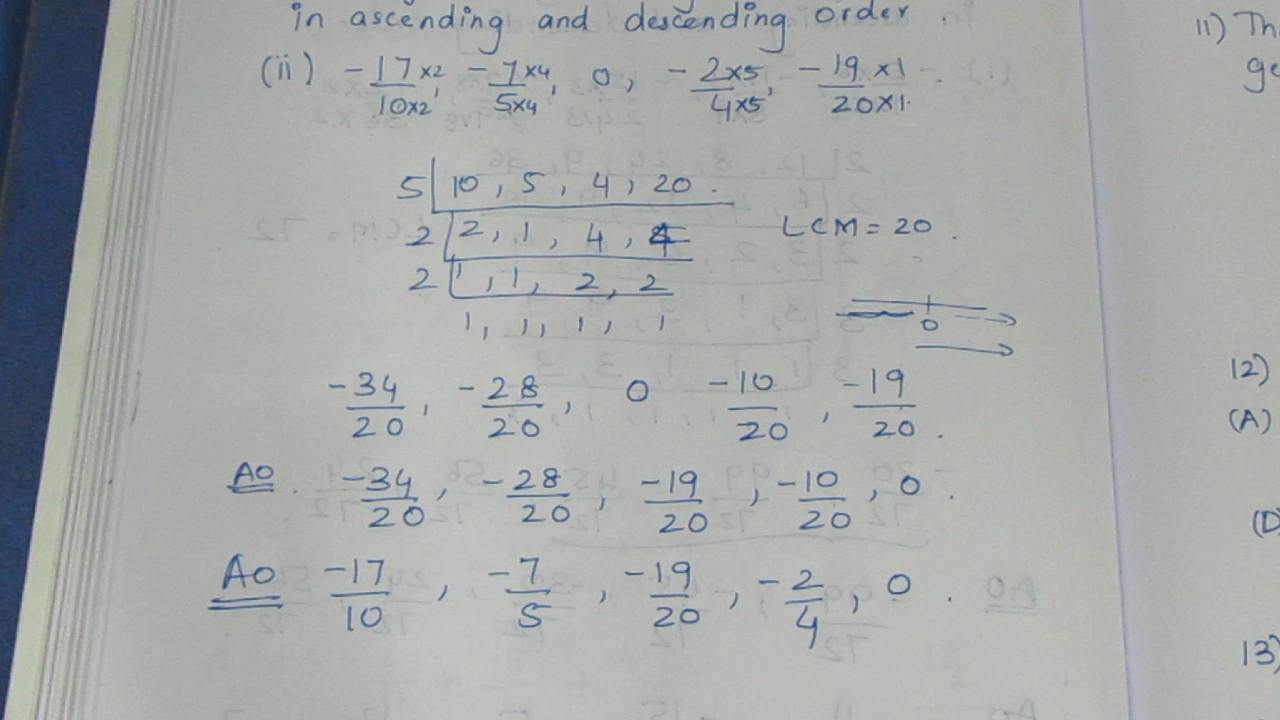 in ascending and descending order.
(ii) -17×2/10×2, -7×4/5×4, 0, -2×5/4×5, -19×1/20×1.
5 | 10, 5, 4, 20.
2 | 2, 1, 4, 4 LCM = 20.
2 | 1, 1, 2, 2
1, 1, 1, 1
0
-34/20, -28/20, 0 -10/20, -19/20.
AO. -34/20, -28/20, -19/20, -10/20, 0.
AO -17/10, -7/5, -19/20, -2/4, 0.
11) Th
ge
12)
(A)
(D
13)